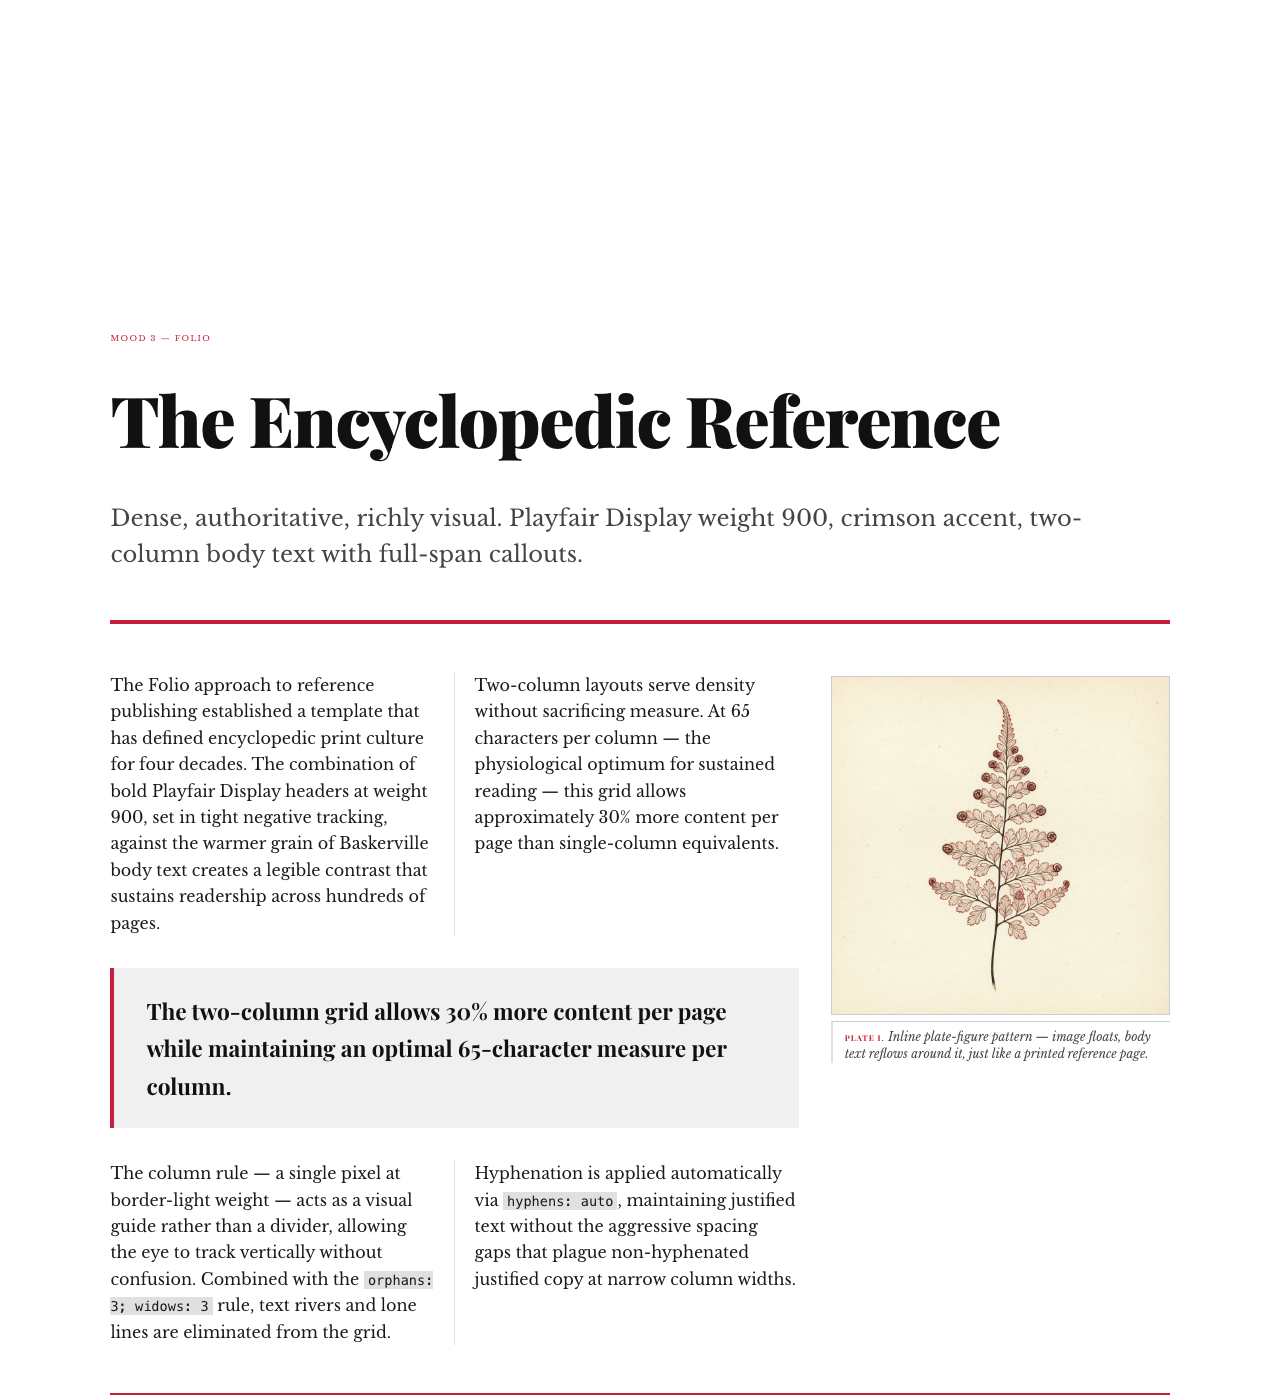 MOOD 3 — FOLIO
The Encyclopedic Reference
Dense, authoritative, richly visual. Playfair Display weight 900, crimson accent, two-
column body text with full-span callouts.
The Folio approach to reference
publishing established a template that
has defined encyclopedic print culture
for four decades. The combination of
bold Playfair Display headers at weight
900, set in tight negative tracking,
against the warmer grain of Baskerville
body text creates a legible contrast that
sustains readership across hundreds of
pages.
Two-column layouts serve density
without sacrificing measure. At 65
characters per column — the
physiological optimum for sustained
reading — this grid allows
approximately 30% more content per
page than single-column equivalents.
The two-column grid allows 30% more content per page
while maintaining an optimal 65-character measure per
column.
The column rule — a single pixel at
border-light weight — acts as a visual
guide rather than a divider, allowing
the eye to track vertically without
confusion. Combined with the orphans:
3; widows: 3 rule, text rivers and lone
lines are eliminated from the grid.
Hyphenation is applied automatically
via hyphens: auto, maintaining justified
text without the aggressive spacing
gaps that plague non-hyphenated
justified copy at narrow column widths.
PLATE I. Inline plate-figure pattern — image floats, body
text reflows around it, just like a printed reference page.